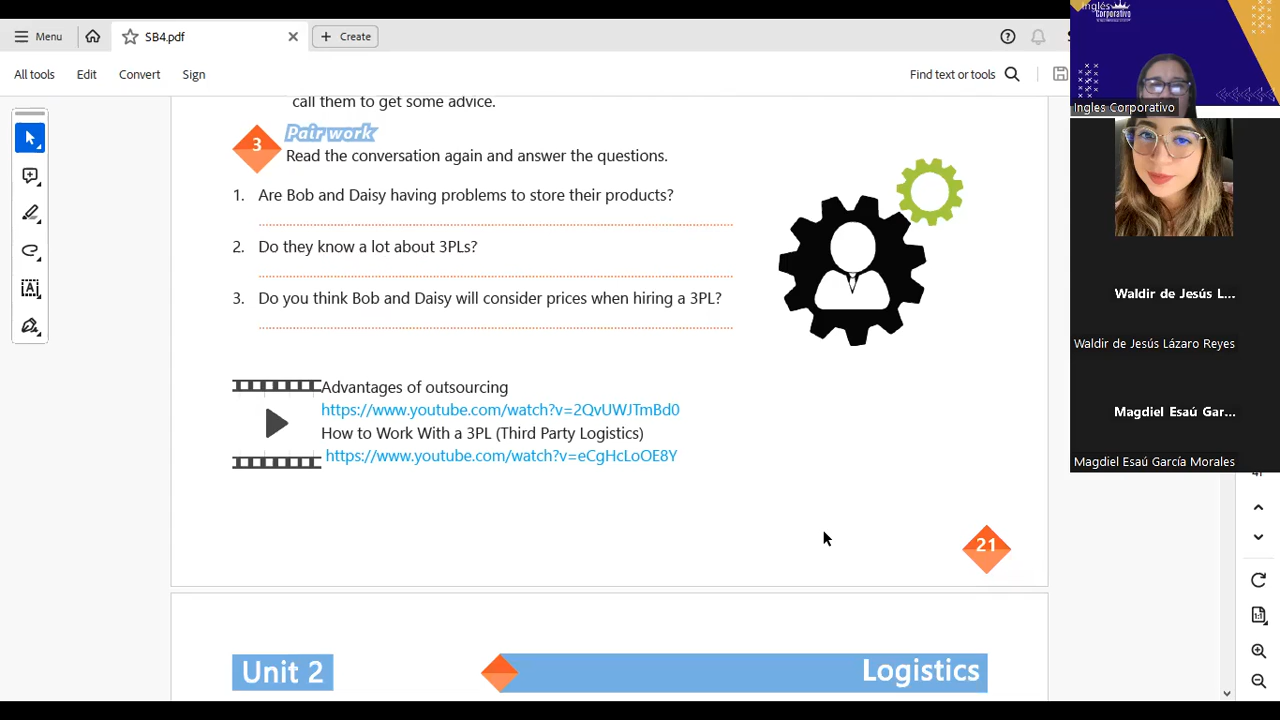 Menu
SB4.pdf
Create
All tools
Edit
Convert
Sign
Find text or tools
call them to get some advice.
3
Pair work
Read the conversation again and answer the questions.
1. Are Bob and Daisy having problems to store their products?
2. Do they know a lot about 3PLs?
3. Do you think Bob and Daisy will consider prices when hiring a 3PL?
Advantages of outsourcing
https://www.youtube.com/watch?v=2QvUWJTmBd0
How to Work With a 3PL (Third Party Logistics)
https://www.youtube.com/watch?v=eCgHcLoOE8Y
21
Unit 2
Logistics
Inglés
corporativo
Ingles Corporativo
Waldir de Jesús L...
Waldir de Jesús Lázaro Reyes
Magdiel Esaú Gar...
Magdiel Esaú García Morales